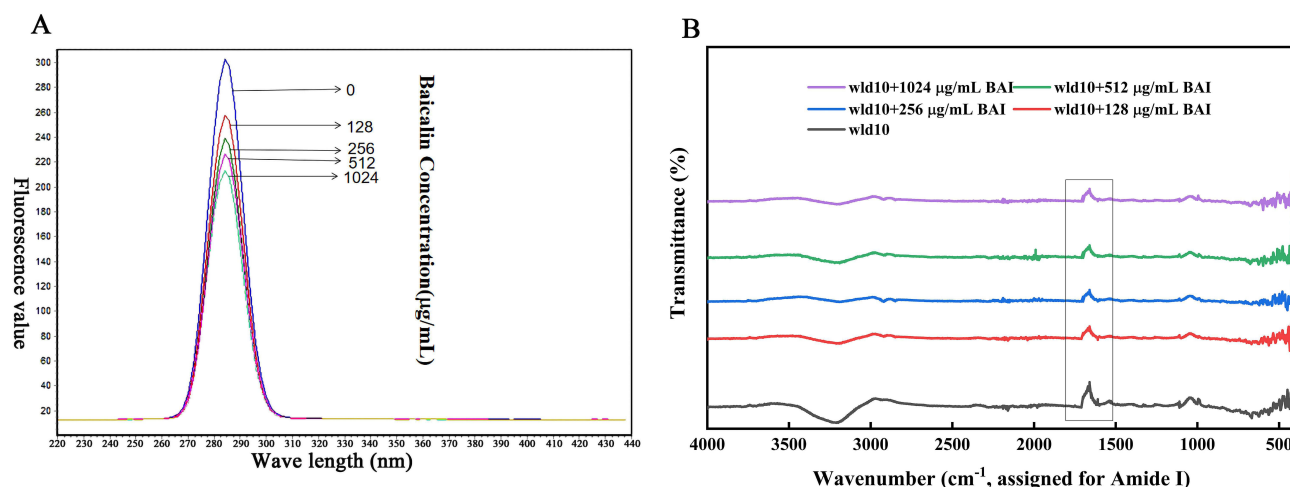 A
300
280
260
240
220
200
180
160
140
120
100
80
60
40
20
Fluorescence value
0
128
256
512
1024
Baicalin Concentration(μg/mL)
220 230 240 250 260 270 280 290 300 310 320 330 340 350 360 370 380 390 400 410 420 430 440
Wave length (nm)
B
wld10+1024 μg/mL BAI
wld10+512 μg/mL BAI
wld10+256 μg/mL BAI
wld10+128 μg/mL BAI
wld10
Transmittance (%)
4000 3500 3000 2500 2000 1500 1000 500
Wavenumber (cm⁻¹, assigned for Amide I)